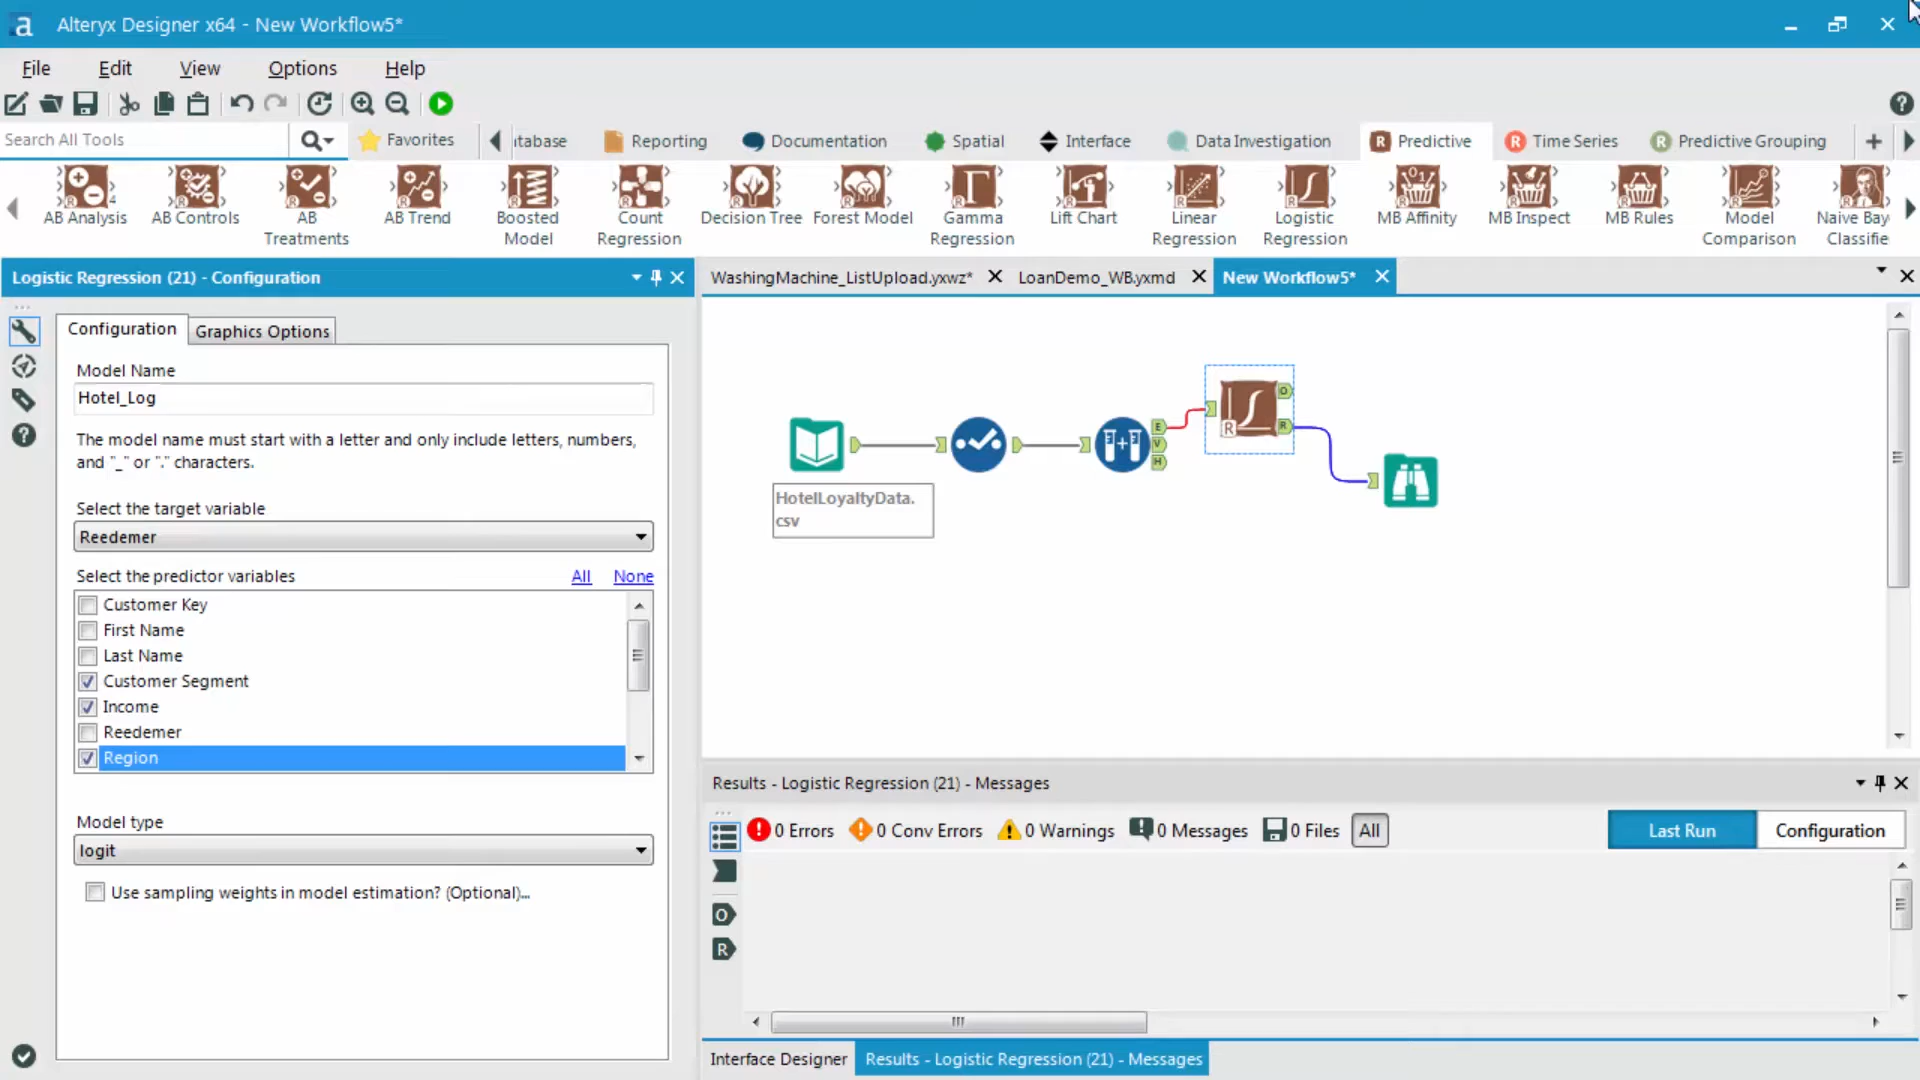 a Alteryx Designer x64 - New Workflow5*
File Edit View Options Help
Search All Tools Favorites itabase Reporting Documentation Spatial Interface Data Investigation R Predictive R Time Series R Predictive Grouping +
AB Analysis AB Controls AB Treatments AB Trend Boosted Model Count Regression Decision Tree Forest Model Gamma Regression Lift Chart Linear Regression Logistic Regression MB Affinity MB Inspect MB Rules Model Comparison Naive Bay Classifie
Logistic Regression (21) - Configuration
WashingMachine_ListUpload.yxwz* LoanDemo_WB.yxmd New Workflow5*
Configuration Graphics Options
Model Name
Hotel_Log
The model name must start with a letter and only include letters, numbers,
and "_" or "." characters.
Select the target variable
Reedemer
Select the predictor variables All None
Customer Key
First Name
Last Name
Customer Segment
Income
Reedemer
Region
Model type
logit
Use sampling weights in model estimation? (Optional)...
E
V
H
R
O
R
HotelLoyaltyData.
csv
Results - Logistic Regression (21) - Messages
0 Errors 0 Conv Errors 0 Warnings 0 Messages 0 Files All Last Run Configuration
O
R
Interface Designer Results - Logistic Regression (21) - Messages